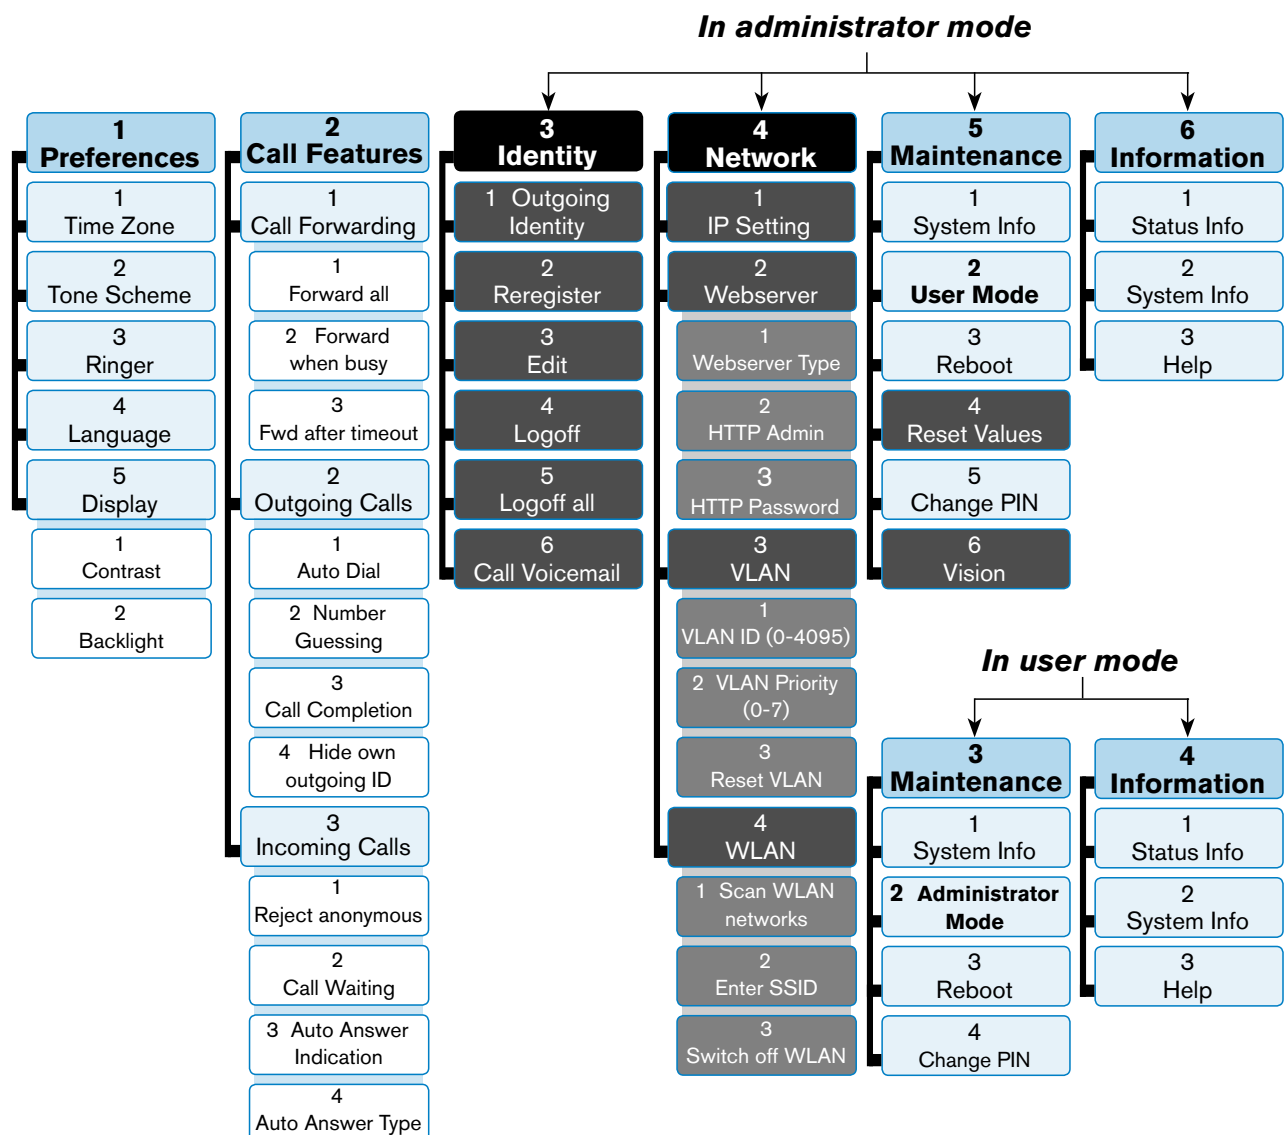 In administrator mode
1
Preferences
1
Time Zone
2
Tone Scheme
3
Ringer
4
Language
5
Display
1
Contrast
2
Backlight
2
Call Features
1
Call Forwarding
1
Forward all
2 Forward
when busy
3
Fwd after timeout
2
Outgoing Calls
1
Auto Dial
2 Number
Guessing
3
Call Completion
4 Hide own
outgoing ID
3
Incoming Calls
1
Reject anonymous
2
Call Waiting
3 Auto Answer
Indication
4
Auto Answer Type
3
Identity
1 Outgoing
Identity
2
Reregister
3
Edit
4
Logoff
5
Logoff all
6
Call Voicemail
4
Network
1
IP Setting
2
Webserver
1
Webserver Type
2
HTTP Admin
3
HTTP Password
3
VLAN
1
VLAN ID (0-4095)
2 VLAN Priority
(0-7)
3
Reset VLAN
4
WLAN
1 Scan WLAN
networks
2
Enter SSID
3
Switch off WLAN
5
Maintenance
1
System Info
2
User Mode
3
Reboot
4
Reset Values
5
Change PIN
6
Vision
6
Information
1
Status Info
2
System Info
3
Help
In user mode
3
Maintenance
1
System Info
2 Administrator
Mode
3
Reboot
4
Change PIN
4
Information
1
Status Info
2
System Info
3
Help